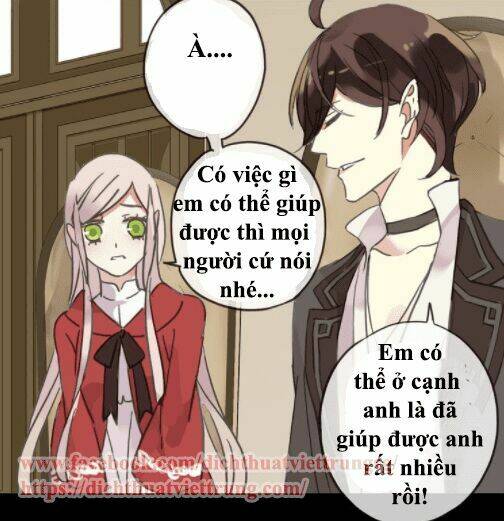 À....
Có việc gì
em có thể giúp
được thì mọi
người cứ nói
nhé...
Em có
thể ở cạnh
anh là đã
giúp được anh
rất nhiều
rồi!
www.facebook.com/dichthuatviettrung
https://dichthuatviettrung.com/